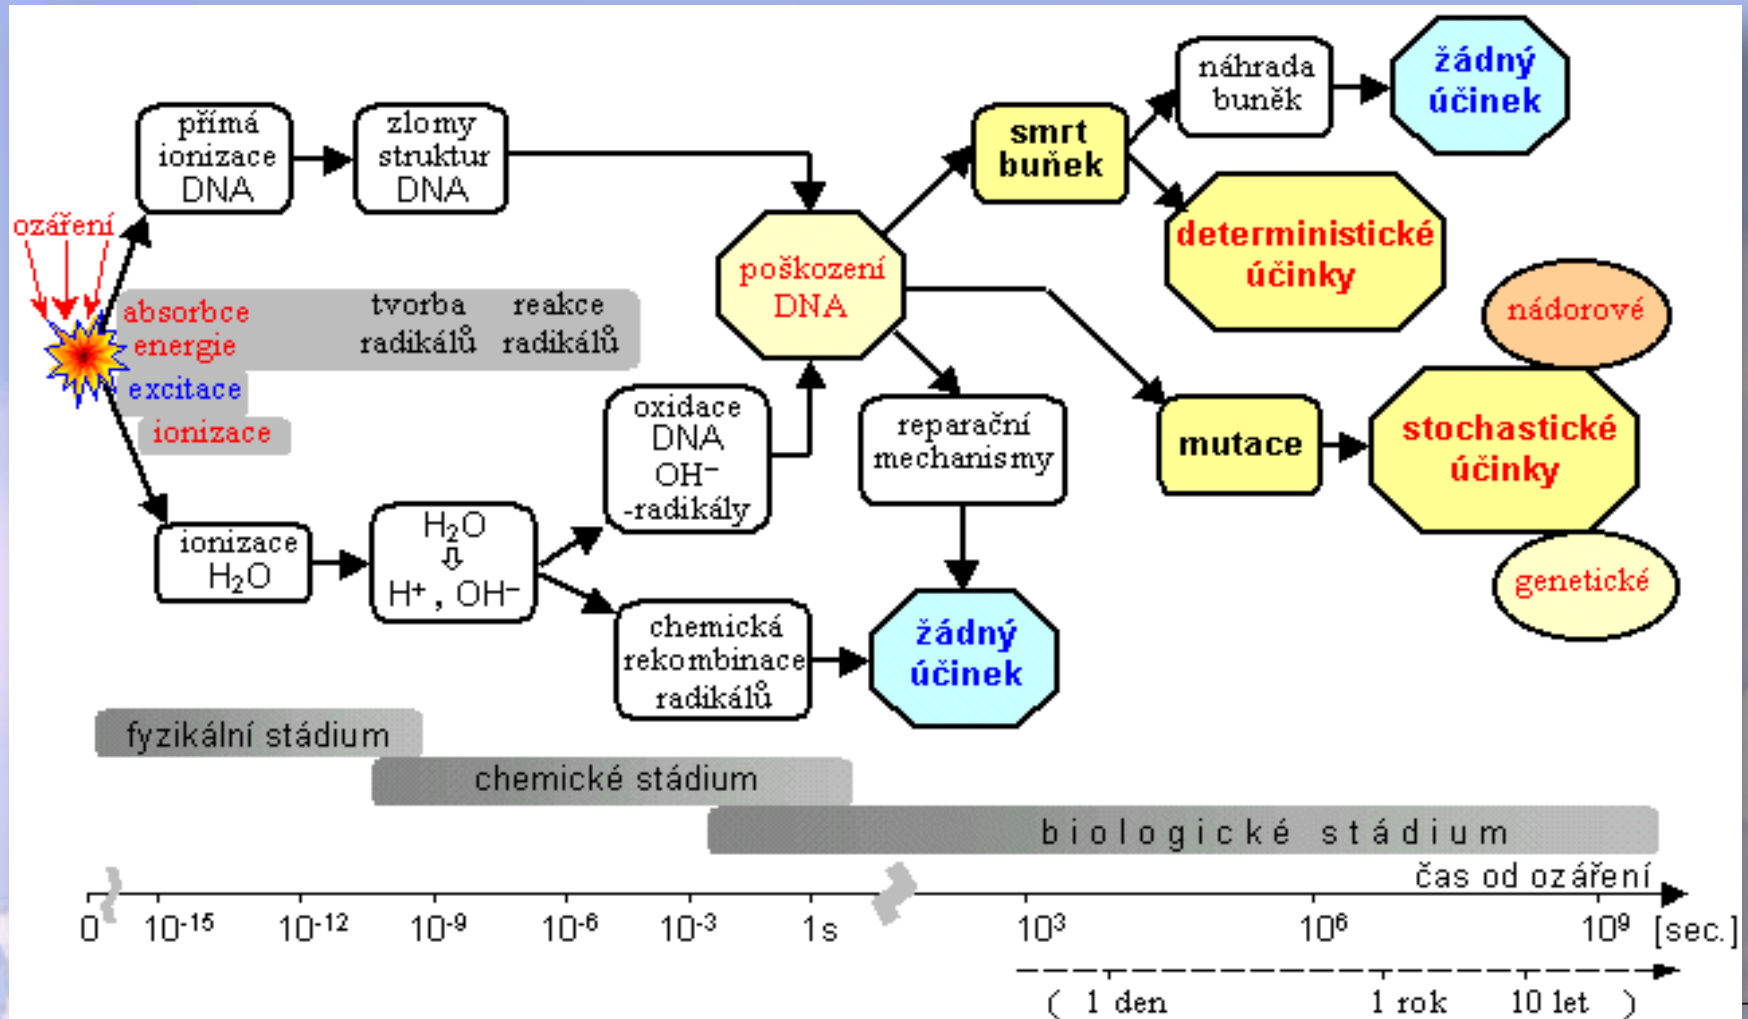 přímá
ionizace
DNA
zlomy
struktur
DNA
smrt
buňek
náhrada
buněk
žádný
účinek
ozáření
deterministické
účinky
poškození
DNA
absorbce
energie
tvorba
radikálů
reakce
radikálů
excitace
ionizace
nádorové
oxidace
DNA
OH⁻
-radikály
reparační
mechanismy
mutace
stochastické
účinky
genetické
ionizace
H₂O
H₂O
⇩
H⁺ , OH⁻
chemická
rekombinace
radikálů
žádný
účinek
fyzikální stádium
chemické stádium
biologické stádium
čas od ozáření
0 10⁻¹⁵ 10⁻¹² 10⁻⁹ 10⁻⁶ 10⁻³ 1s 10³ 10⁶ 10⁹ [sec.]
( 1 den 1 rok 10 let )